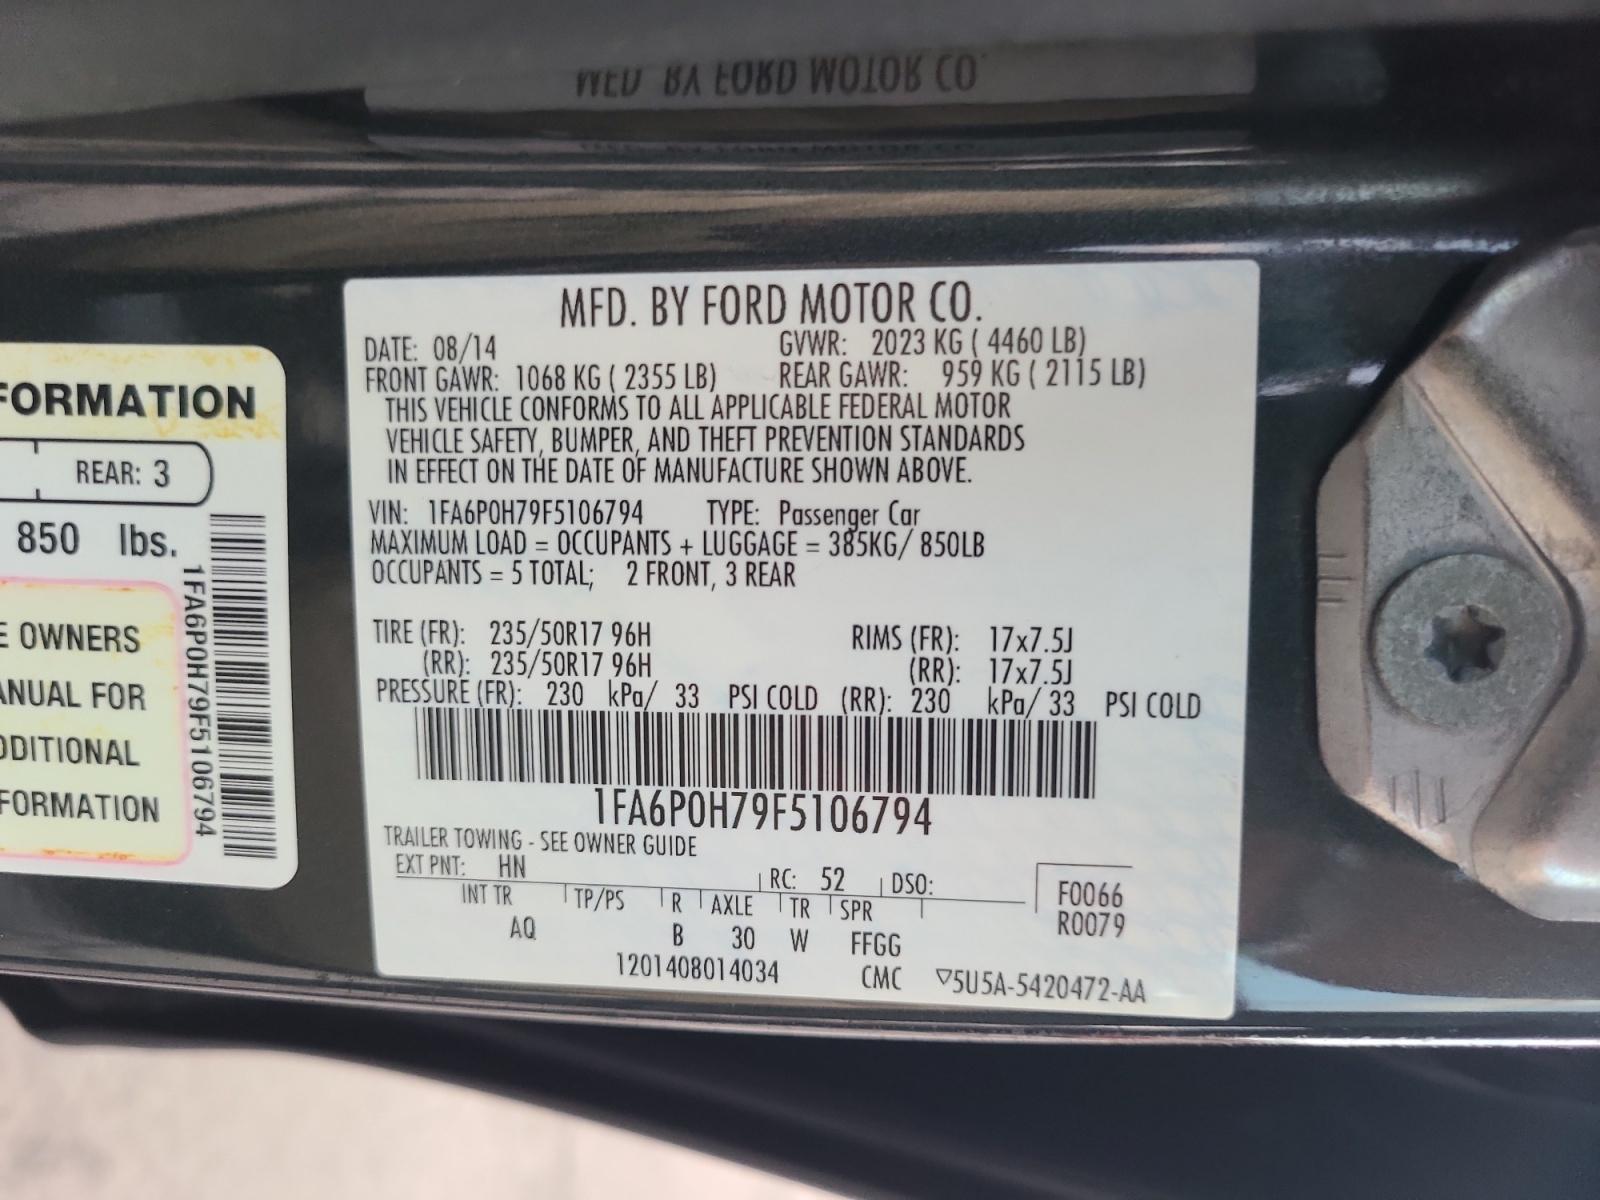 MFD. BY FORD MOTOR CO.
MFD. BY FORD MOTOR CO.
DATE: 08/14 GVWR: 2023 KG ( 4460 LB)
FRONT GAWR: 1068 KG ( 2355 LB) REAR GAWR: 959 KG ( 2115 LB)
THIS VEHICLE CONFORMS TO ALL APPLICABLE FEDERAL MOTOR
VEHICLE SAFETY, BUMPER, AND THEFT PREVENTION STANDARDS
IN EFFECT ON THE DATE OF MANUFACTURE SHOWN ABOVE.
VIN: 1FA6P0H79F5106794 TYPE: Passenger Car
MAXIMUM LOAD = OCCUPANTS + LUGGAGE = 385KG/ 850LB
OCCUPANTS = 5 TOTAL; 2 FRONT, 3 REAR
TIRE (FR): 235/50R17 96H RIMS (FR): 17x7.5J
(RR): 235/50R17 96H (RR): 17x7.5J
PRESSURE (FR): 230 kPa/ 33 PSI COLD (RR): 230 kPa/ 33 PSI COLD
1FA6P0H79F5106794
TRAILER TOWING - SEE OWNER GUIDE
EXT PNT: HN RC: 52 DSO:
INT TR TP/PS R AXLE TR SPR F0066
AQ B 30 W FFGG R0079
1201408014034 CMC ▽5U5A-5420472-AA
FORMATION
REAR: 3
850 lbs.
E OWNERS
ANUAL FOR
DDITIONAL
FORMATION
1FA6P0H79F5106794